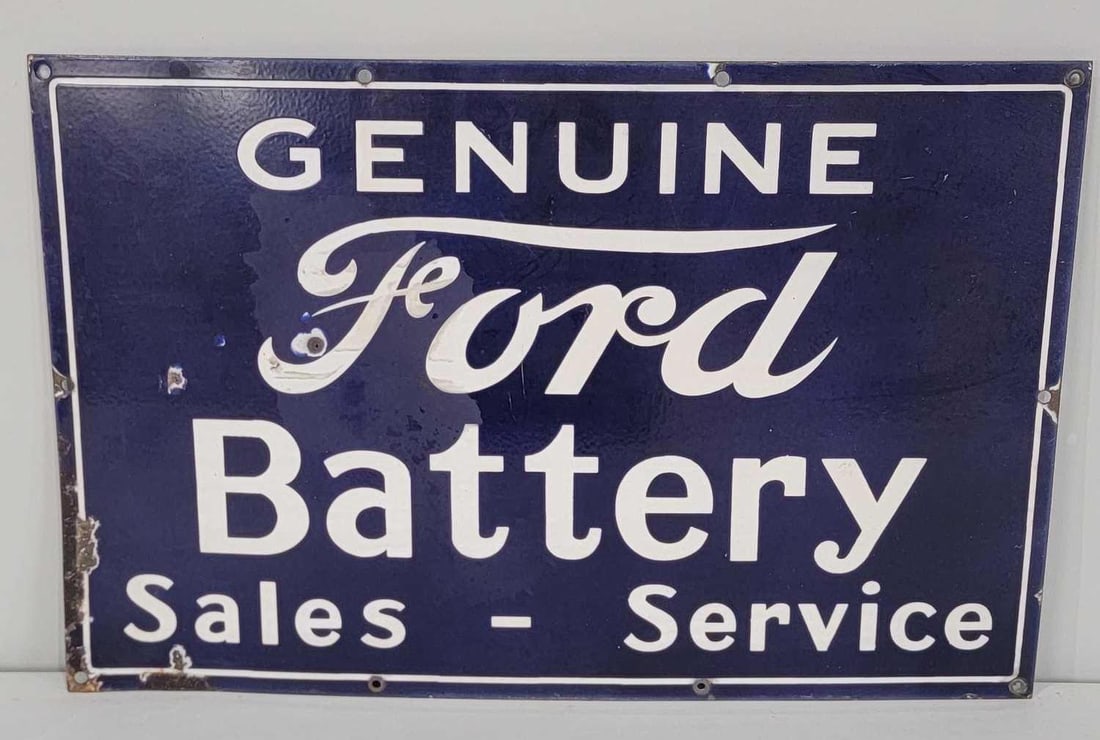 GENUINE
Ford
Battery
Sales - Service